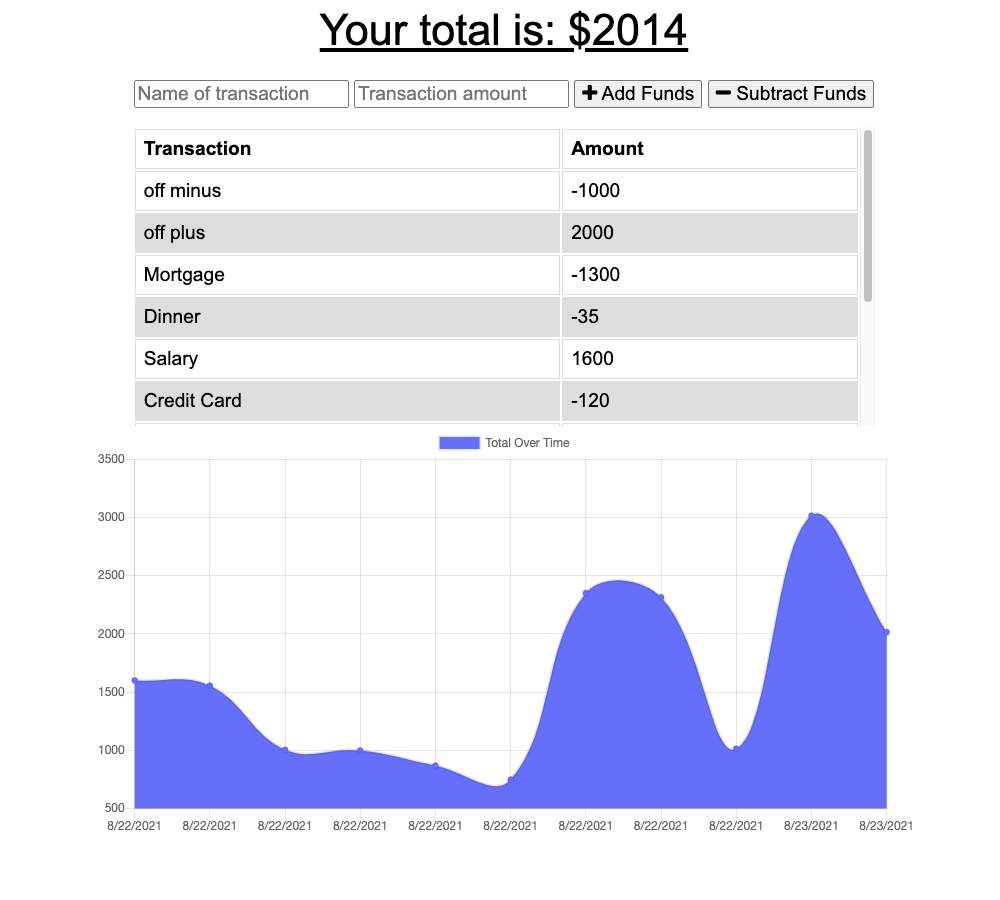 Your total is: $2014
Name of transaction Transaction amount + Add Funds − Subtract Funds
Transaction Amount
off minus -1000
off plus 2000
Mortgage -1300
Dinner -35
Salary 1600
Credit Card -120
Total Over Time
3500
3000
2500
2000
1500
1000
500
8/22/2021 8/22/2021 8/22/2021 8/22/2021 8/22/2021 8/22/2021 8/22/2021 8/22/2021 8/22/2021 8/23/2021 8/23/2021